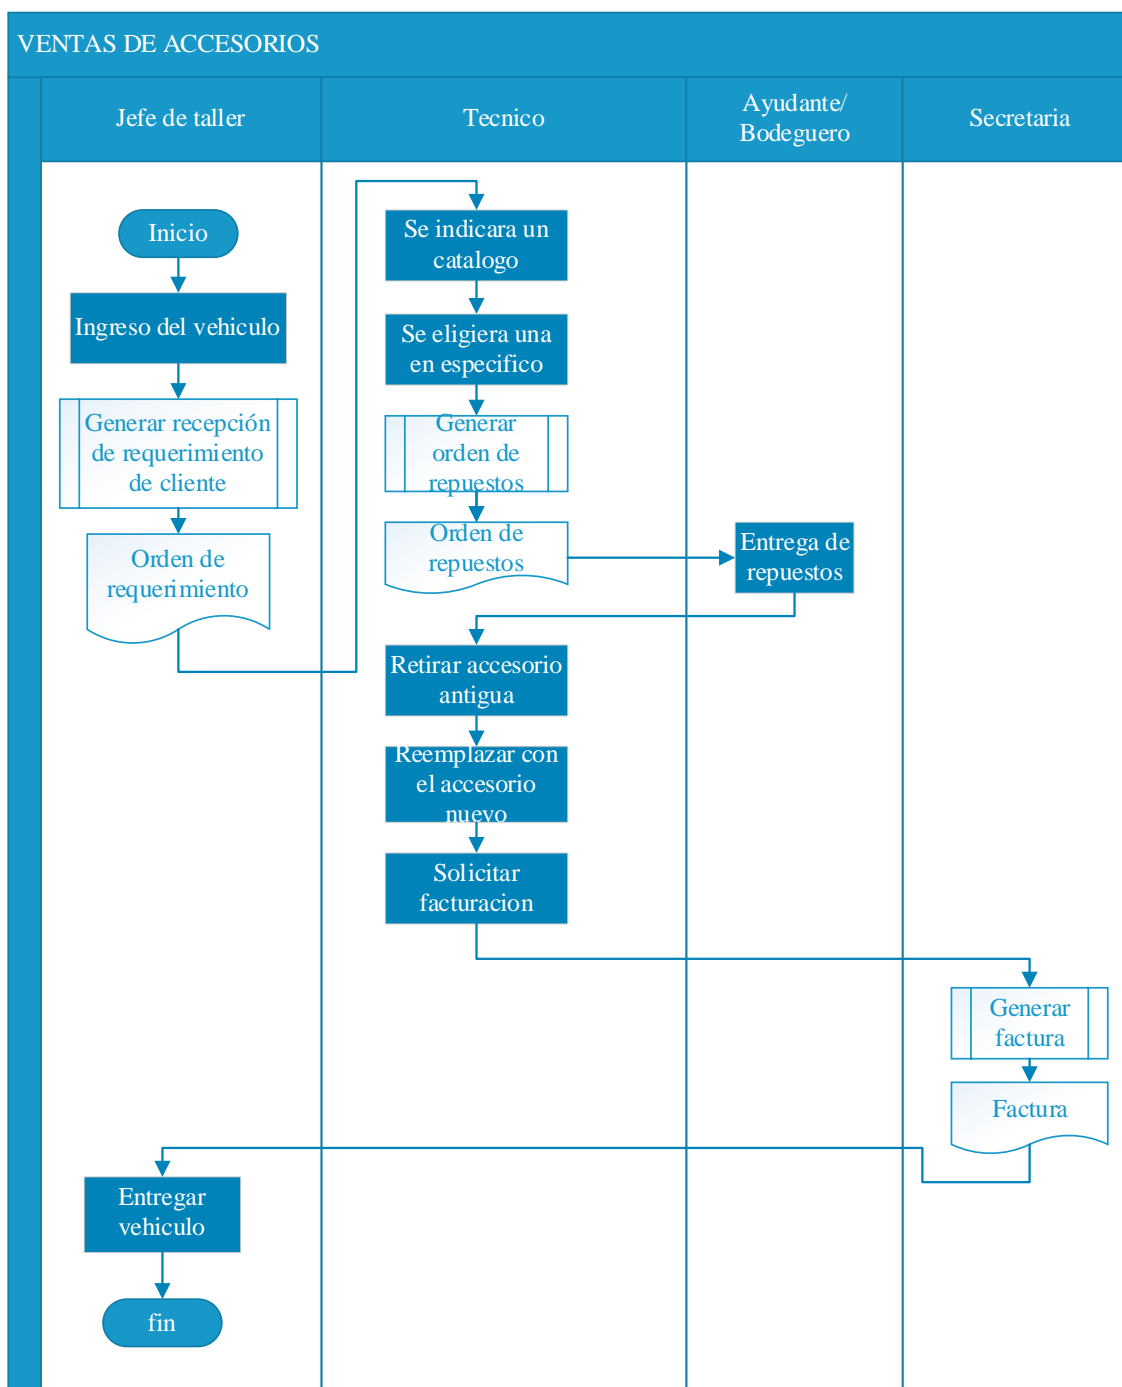 VENTAS DE ACCESORIOS
Jefe de taller
Tecnico
Ayudante/
Bodeguero
Secretaria
Inicio
Ingreso del vehiculo
Generar recepción
de requerimiento
de cliente
Orden de
requerimiento
Se indicara un
catalogo
Se eligiera una
en especifico
Generar
orden de
repuestos
Orden de
repuestos
Entrega de
repuestos
Retirar accesorio
antigua
Reemplazar con
el accesorio
nuevo
Solicitar
facturacion
Generar
factura
Factura
Entregar
vehiculo
fin